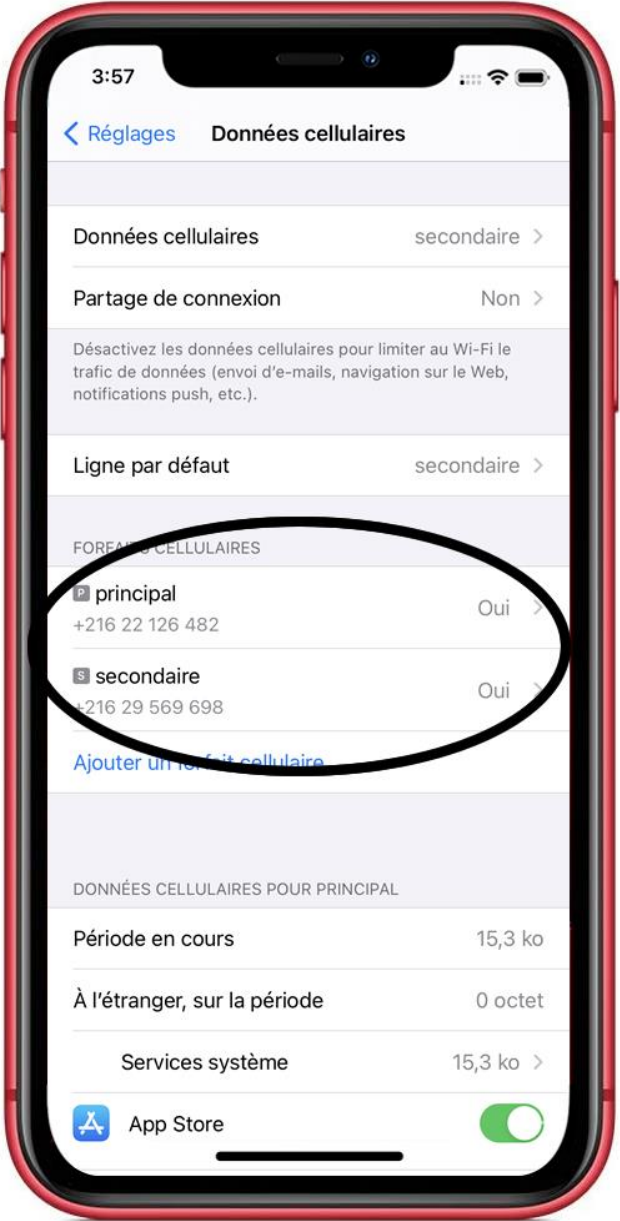 3:57
Réglages Données cellulaires
Données cellulaires secondaire
Partage de connexion Non
Désactivez les données cellulaires pour limiter au Wi-Fi le
trafic de données (envoi d'e-mails, navigation sur le Web,
notifications push, etc.).
Ligne par défaut secondaire
FORFAITS CELLULAIRES
P principal Oui
+216 22 126 482
S secondaire Oui
+216 29 569 698
Ajouter un forfait cellulaire
DONNÉES CELLULAIRES POUR PRINCIPAL
Période en cours 15,3 ko
À l'étranger, sur la période 0 octet
Services système 15,3 ko
App Store